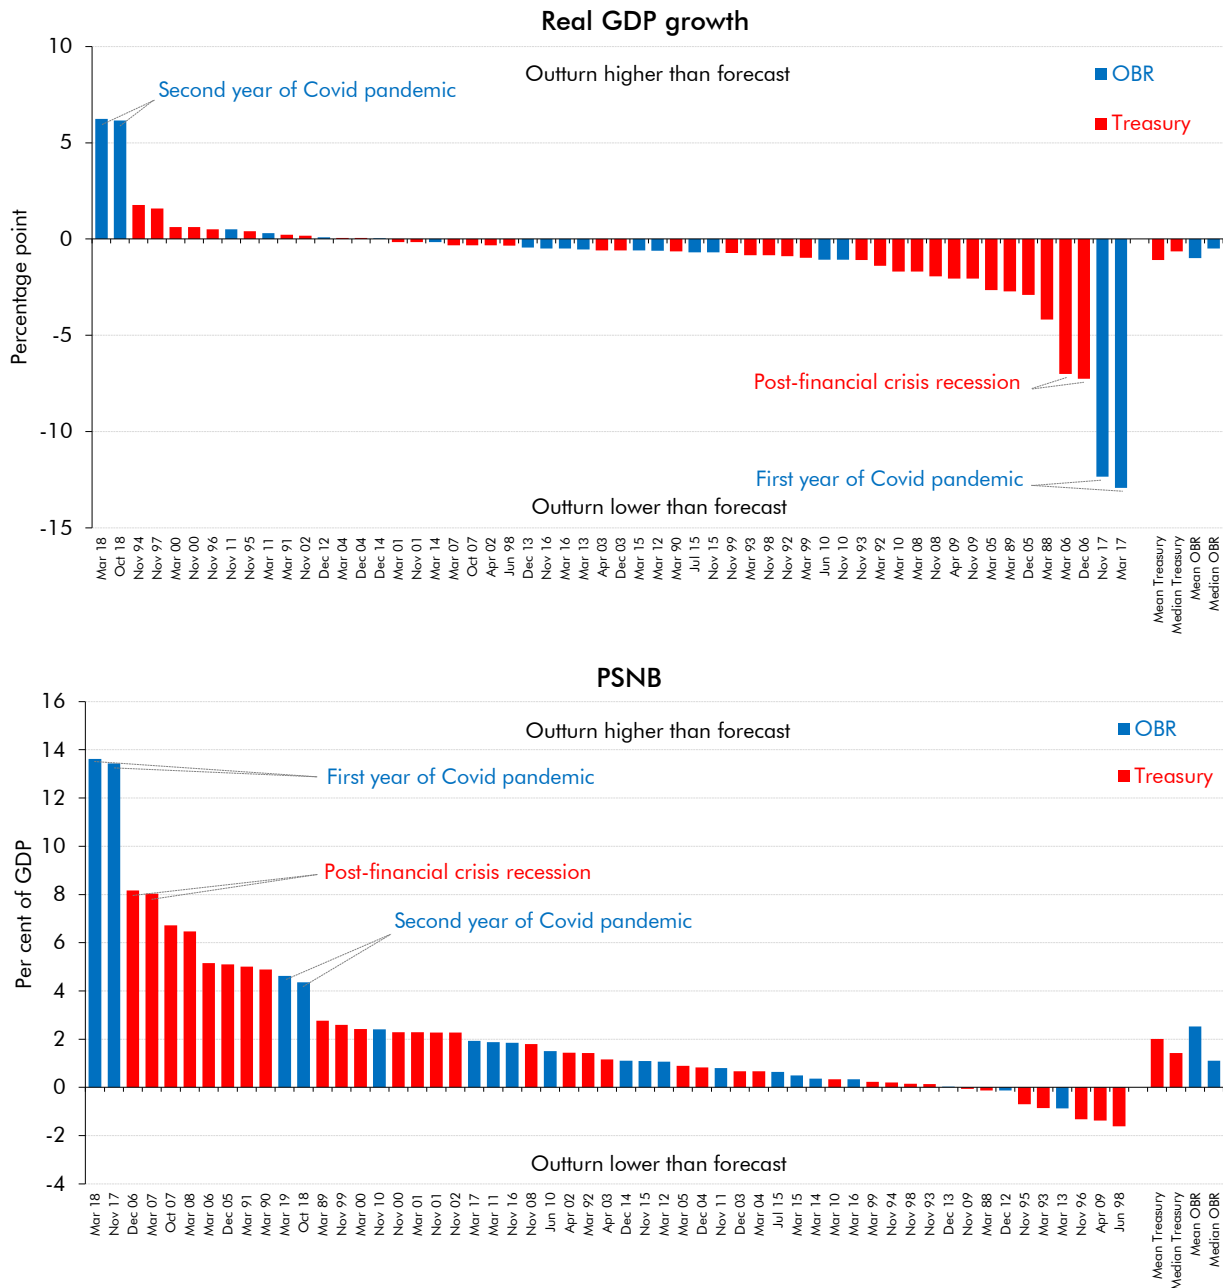 Real GDP growth
10
5
0
-5
-10
-15
Percentage point
Outturn higher than forecast
OBR
Treasury
Second year of Covid pandemic
Post-financial crisis recession
First year of Covid pandemic
Outturn lower than forecast
Mar 18
Oct 18
Nov 94
Nov 97
Mar 00
Nov 00
Nov 96
Nov 11
Nov 95
Mar 11
Mar 91
Nov 02
Dec 12
Mar 04
Dec 04
Dec 14
Mar 01
Nov 01
Mar 14
Mar 07
Oct 07
Apr 02
Jun 98
Dec 13
Nov 16
Mar 16
Mar 13
Apr 03
Dec 03
Mar 15
Mar 12
Mar 90
Jul 15
Nov 15
Nov 99
Mar 93
Nov 98
Nov 92
Mar 99
Jun 10
Nov 10
Nov 93
Mar 92
Mar 10
Mar 08
Nov 08
Apr 09
Nov 09
Mar 05
Mar 89
Dec 05
Mar 88
Mar 06
Dec 06
Nov 17
Mar 17
Mean Treasury
Median Treasury
Mean OBR
Median OBR
PSNB
16
14
12
10
8
6
4
2
0
-2
-4
Per cent of GDP
Outturn higher than forecast
OBR
Treasury
First year of Covid pandemic
Post-financial crisis recession
Second year of Covid pandemic
Outturn lower than forecast
Mar 18
Nov 17
Dec 06
Mar 07
Oct 07
Mar 08
Mar 06
Dec 05
Mar 91
Mar 90
Mar 19
Oct 18
Mar 89
Nov 99
Mar 00
Nov 10
Nov 00
Mar 01
Nov 01
Nov 02
Mar 17
Mar 11
Nov 16
Nov 08
Jun 10
Apr 02
Mar 92
Apr 03
Dec 14
Nov 15
Mar 12
Mar 05
Dec 04
Nov 11
Dec 03
Mar 04
Jul 15
Mar 15
Mar 14
Mar 10
Mar 16
Mar 99
Nov 94
Nov 98
Nov 93
Dec 13
Nov 09
Mar 88
Dec 12
Nov 95
Mar 93
Mar 13
Nov 96
Apr 09
Jun 98
Mean Treasury
Median Treasury
Mean OBR
Median OBR